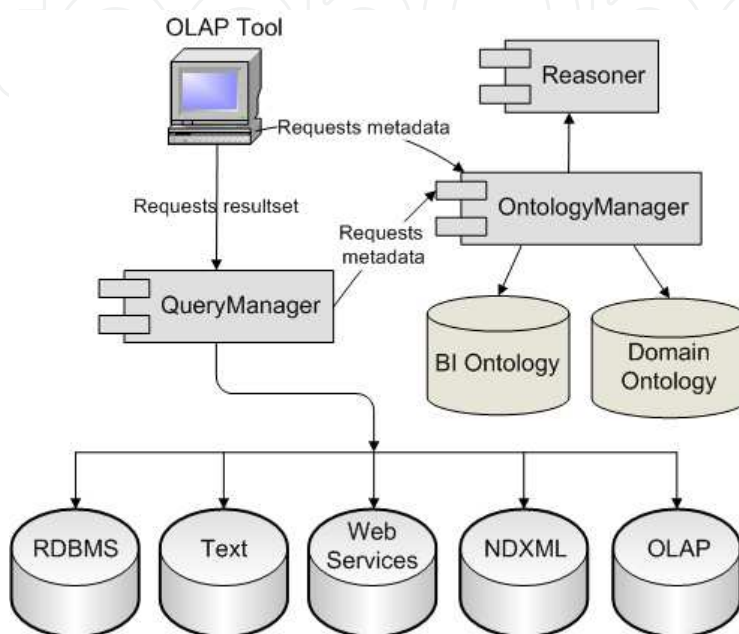 OLAP Tool
Reasoner
Requests metadata
OntologyManager
Requests resultset
Requests
metadata
QueryManager
BI Ontology
Domain
Ontology
RDBMS
Text
Web
Services
NDXML
OLAP